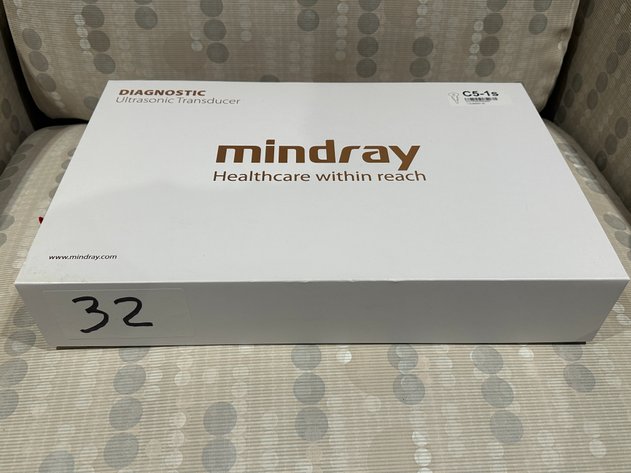 DIAGNOSTIC
Ultrasonic Transducer
C5-1s
mindray
Healthcare within reach
www.mindray.com
32